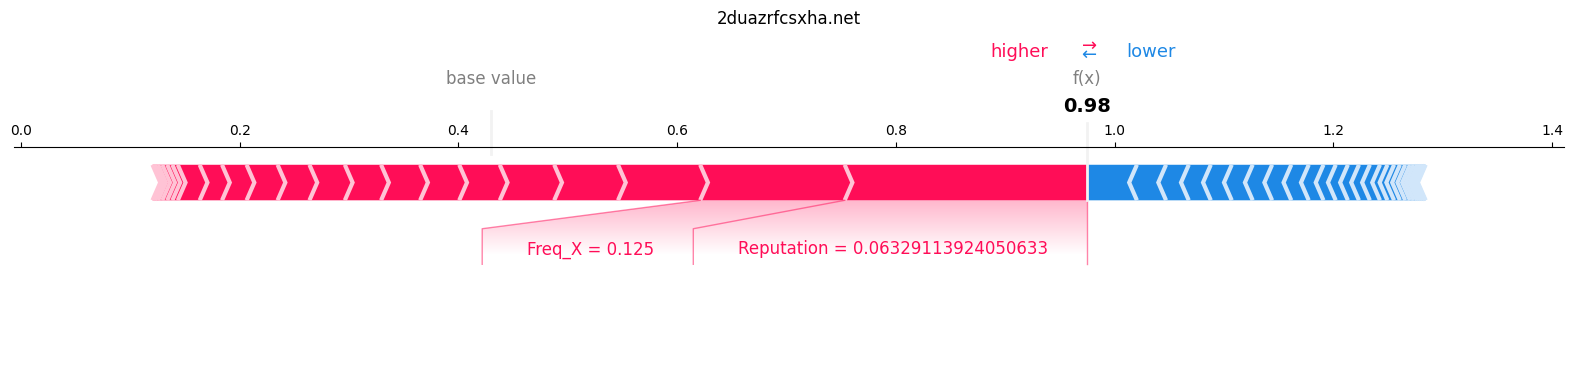 2duazrfcsxha.net
higher ⇄ lower
base value f(x)
0.98
0.0 0.2 0.4 0.6 0.8 1.0 1.2 1.4
Freq_X = 0.125 Reputation = 0.06329113924050633